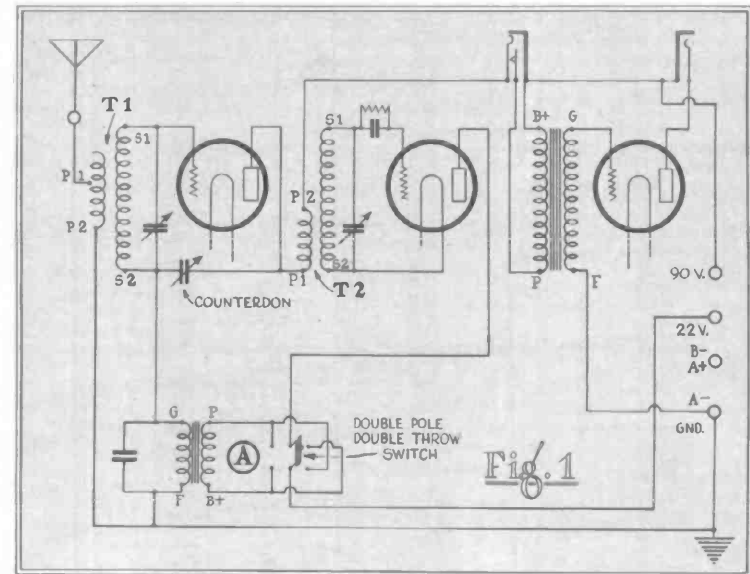 T1
S1
P1
P2
S2
COUNTERDON
S1
P2
P1
S2
T2
B+
G
P
F
90 V.
22 V.
B-
A+
A-
GND.
G
P
A
F
B+
DOUBLE POLE
DOUBLE THROW
SWITCH
Fig. 1